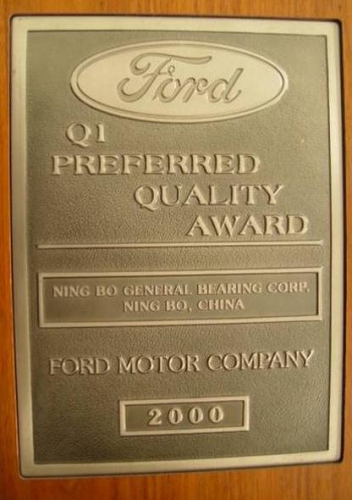 Ford
Q1
PREFERRED
QUALITY
AWARD
NING BO GENERAL BEARING CORP.
NING BO, CHINA
FORD MOTOR COMPANY
2000